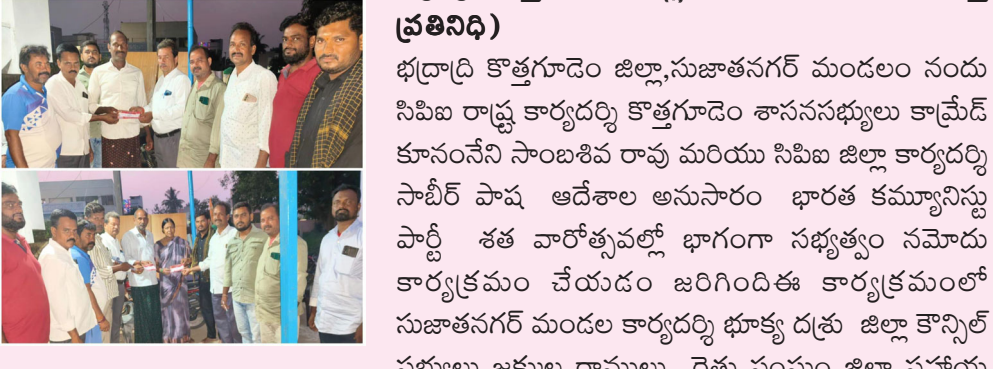 ప్రతినిధి)
భద్రాద్రి కొత్తగూడెం జిల్లా,సుజాతనగర్ మండలం నందు
సిపిఐ రాష్ట్ర కార్యదర్శి కొత్తగూడెం శాసనసభ్యులు కామ్రేడ్
కూనంనేని సాంబశివ రావు మరియు సిపిఐ జిల్లా కార్యదర్శి
సాబీర్ పాష ఆదేశాల అనుసారం భారత కమ్యూనిస్టు
పార్టీ శత వారోత్సవల్లో భాగంగా సభ్యత్వం నమోదు
కార్యక్రమం చేయడం జరిగిందిఈ కార్యక్రమంలో
సుజాతనగర్ మండల కార్యదర్శి భూక్య దశ్రు జిల్లా కౌన్సిల్